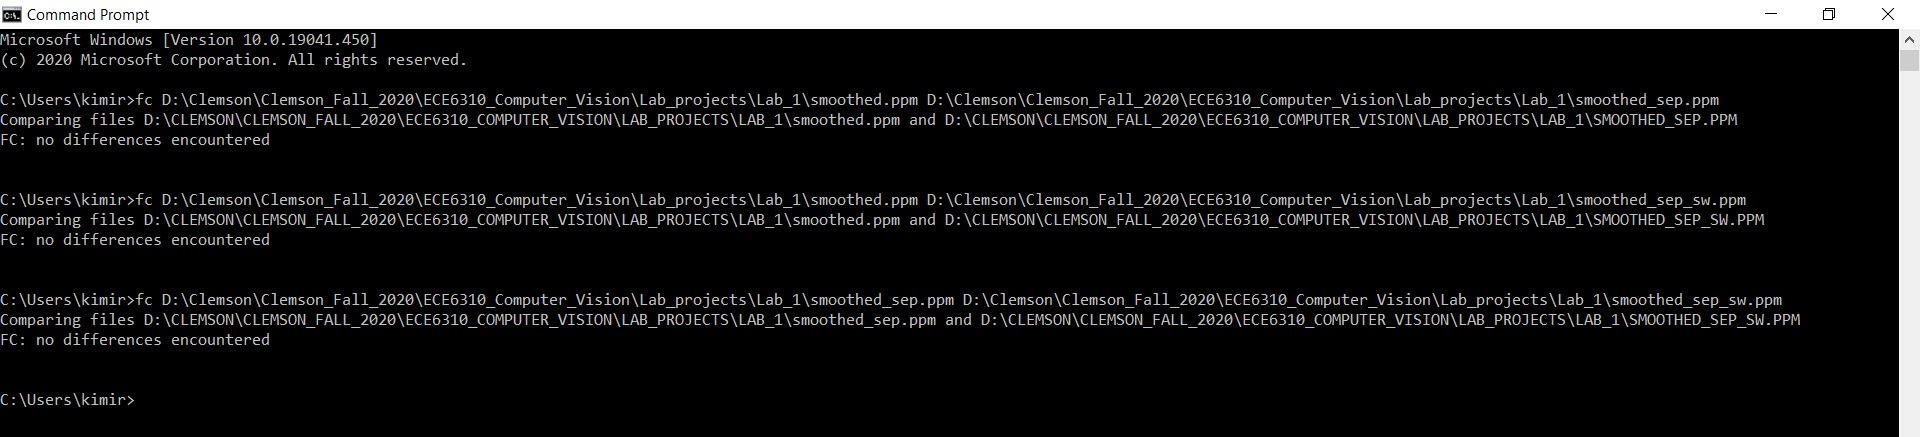 Command Prompt
Microsoft Windows [Version 10.0.19041.450]
(c) 2020 Microsoft Corporation. All rights reserved.
C:\Users\kimir>fc D:\Clemson\Clemson_Fall_2020\ECE6310_Computer_Vision\Lab_projects\Lab_1\smoothed.ppm D:\Clemson\Clemson_Fall_2020\ECE6310_Computer_Vision\Lab_projects\Lab_1\smoothed_sep.ppm
Comparing files D:\CLEMSON\CLEMSON_FALL_2020\ECE6310_COMPUTER_VISION\LAB_PROJECTS\LAB_1\smoothed.ppm and D:\CLEMSON\CLEMSON_FALL_2020\ECE6310_COMPUTER_VISION\LAB_PROJECTS\LAB_1\SMOOTHED_SEP.PPM
FC: no differences encountered
C:\Users\kimir>fc D:\Clemson\Clemson_Fall_2020\ECE6310_Computer_Vision\Lab_projects\Lab_1\smoothed.ppm D:\Clemson\Clemson_Fall_2020\ECE6310_Computer_Vision\Lab_projects\Lab_1\smoothed_sep_sw.ppm
Comparing files D:\CLEMSON\CLEMSON_FALL_2020\ECE6310_COMPUTER_VISION\LAB_PROJECTS\LAB_1\smoothed.ppm and D:\CLEMSON\CLEMSON_FALL_2020\ECE6310_COMPUTER_VISION\LAB_PROJECTS\LAB_1\SMOOTHED_SEP_SW.PPM
FC: no differences encountered
C:\Users\kimir>fc D:\Clemson\Clemson_Fall_2020\ECE6310_Computer_Vision\Lab_projects\Lab_1\smoothed_sep.ppm D:\Clemson\Clemson_Fall_2020\ECE6310_Computer_Vision\Lab_projects\Lab_1\smoothed_sep_sw.ppm
Comparing files D:\CLEMSON\CLEMSON_FALL_2020\ECE6310_COMPUTER_VISION\LAB_PROJECTS\LAB_1\smoothed_sep.ppm and D:\CLEMSON\CLEMSON_FALL_2020\ECE6310_COMPUTER_VISION\LAB_PROJECTS\LAB_1\SMOOTHED_SEP_SW.PPM
FC: no differences encountered
C:\Users\kimir>